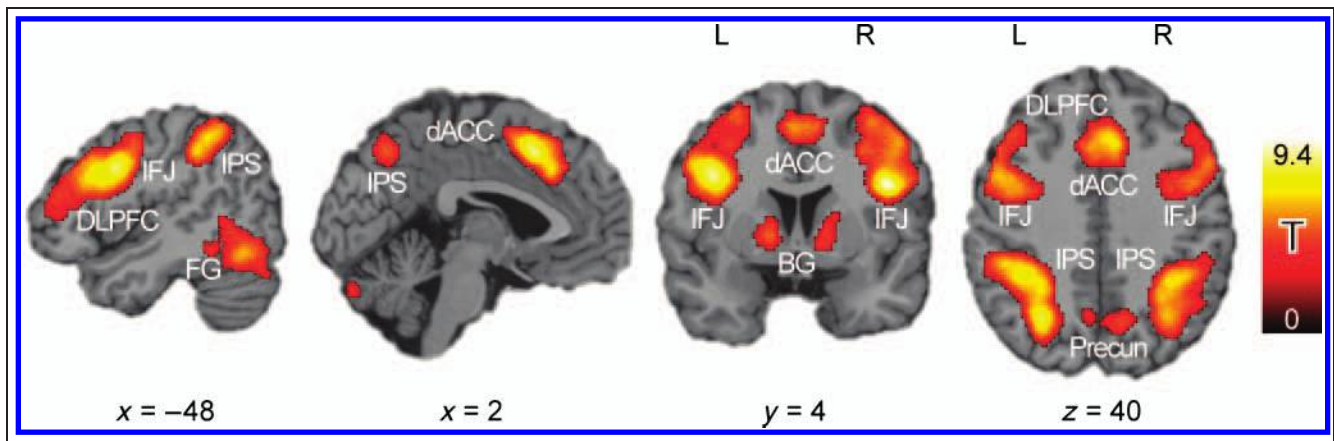 L R L R
DLPFC
dACC
IFJ IPS
IPS
dACC
dACC
9.4
DLPFC
IFJ IFJ
IFJ IFJ
T
FG
BG
IPS IPS
0
Precun
x = –48 x = 2 y = 4 z = 40